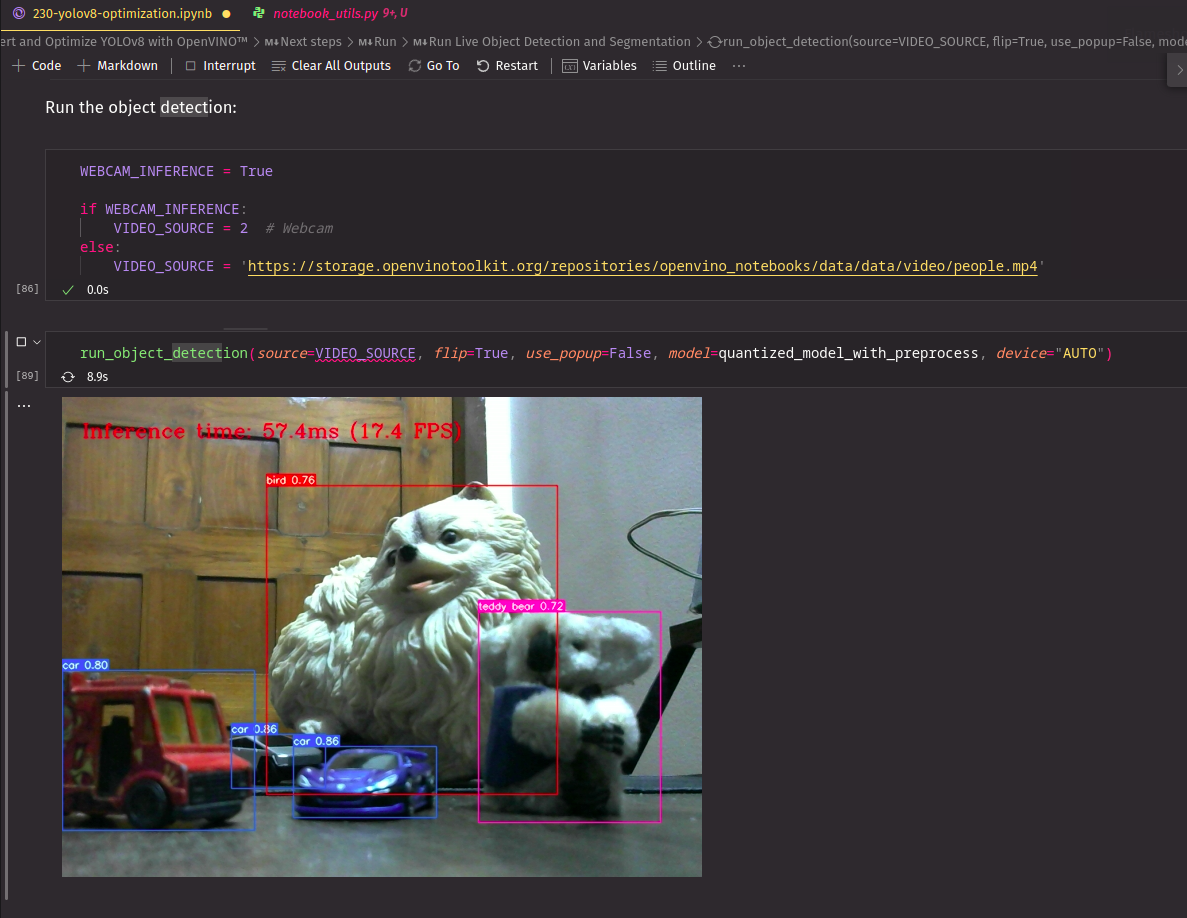 230-yolov8-optimization.ipynb ● notebook_utils.py 9+, U
ert and Optimize YOLOv8 with OpenVINO™ > M↓Next steps > M↓Run > M↓Run Live Object Detection and Segmentation > run_object_detection(source=VIDEO_SOURCE, flip=True, use_popup=False, mode
+ Code + Markdown | Interrupt Clear All Outputs Go To Restart | Variables Outline ...
Run the object detection:
WEBCAM_INFERENCE = True
if WEBCAM_INFERENCE:
VIDEO_SOURCE = 2 # Webcam
else:
VIDEO_SOURCE = 'https://storage.openvinotoolkit.org/repositories/openvino_notebooks/data/data/video/people.mp4'
[86] ✓ 0.0s
run_object_detection(source=VIDEO_SOURCE, flip=True, use_popup=False, model=quantized_model_with_preprocess, device="AUTO")
[89] 8.9s
...
Inference time: 57.4ms (17.4 FPS)
bird 0.76
teddy bear 0.72
car 0.80
car 0.86
car 0.86